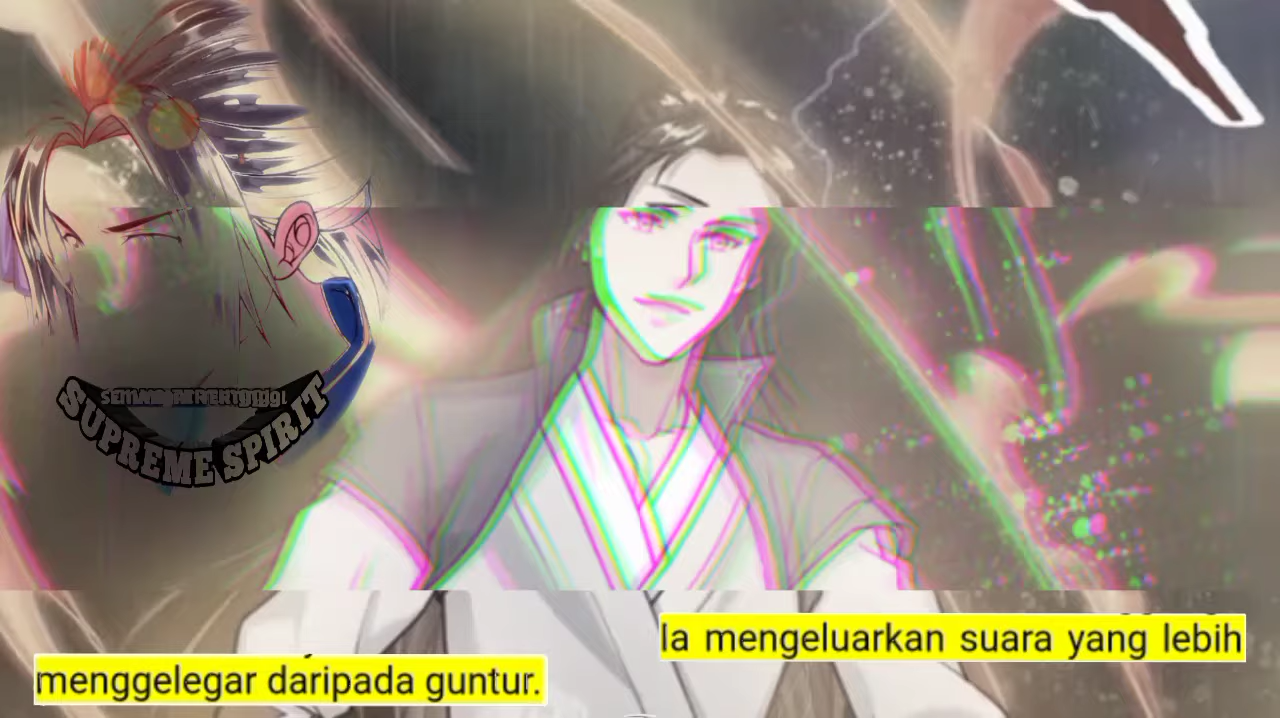 SUPREME SPIRIT
Ia mengeluarkan suara yang lebih
menggelegar daripada guntur.